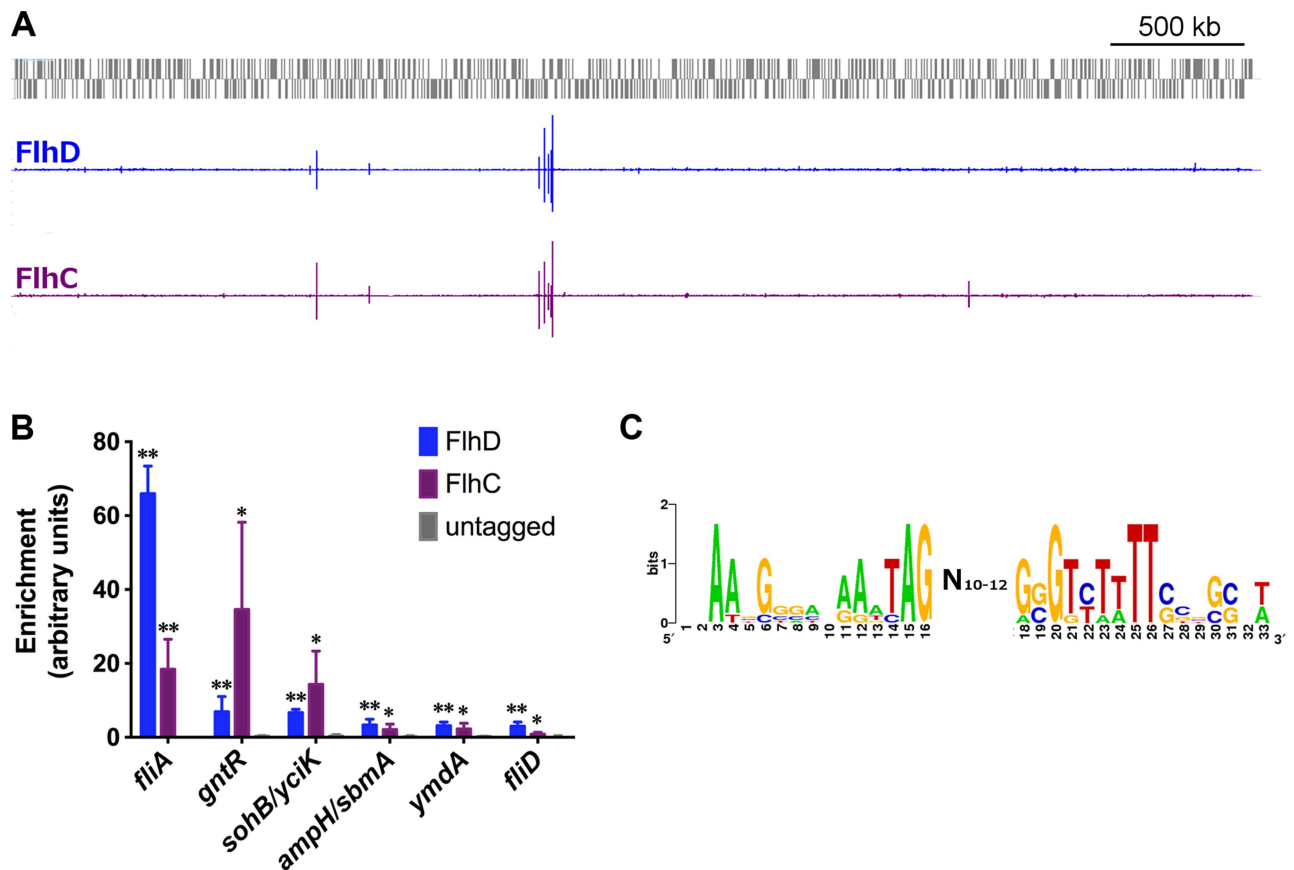 A
500 kb
FlhD
FlhC
B
Enrichment
(arbitrary units)
80
60
40
20
0
** ** ** * ** * ** * ** * ** *
FlhD
FlhC
untagged
fliA gntR sohB/yciK ampH/sbmA ymdA fliD
C
2
bits
1
0
5′ 1 2 3 4 5 6 7 8 9 10 11 12 13 14 15 16 18 19 20 21 22 23 24 25 26 27 28 29 30 31 32 33 3′
N10-12